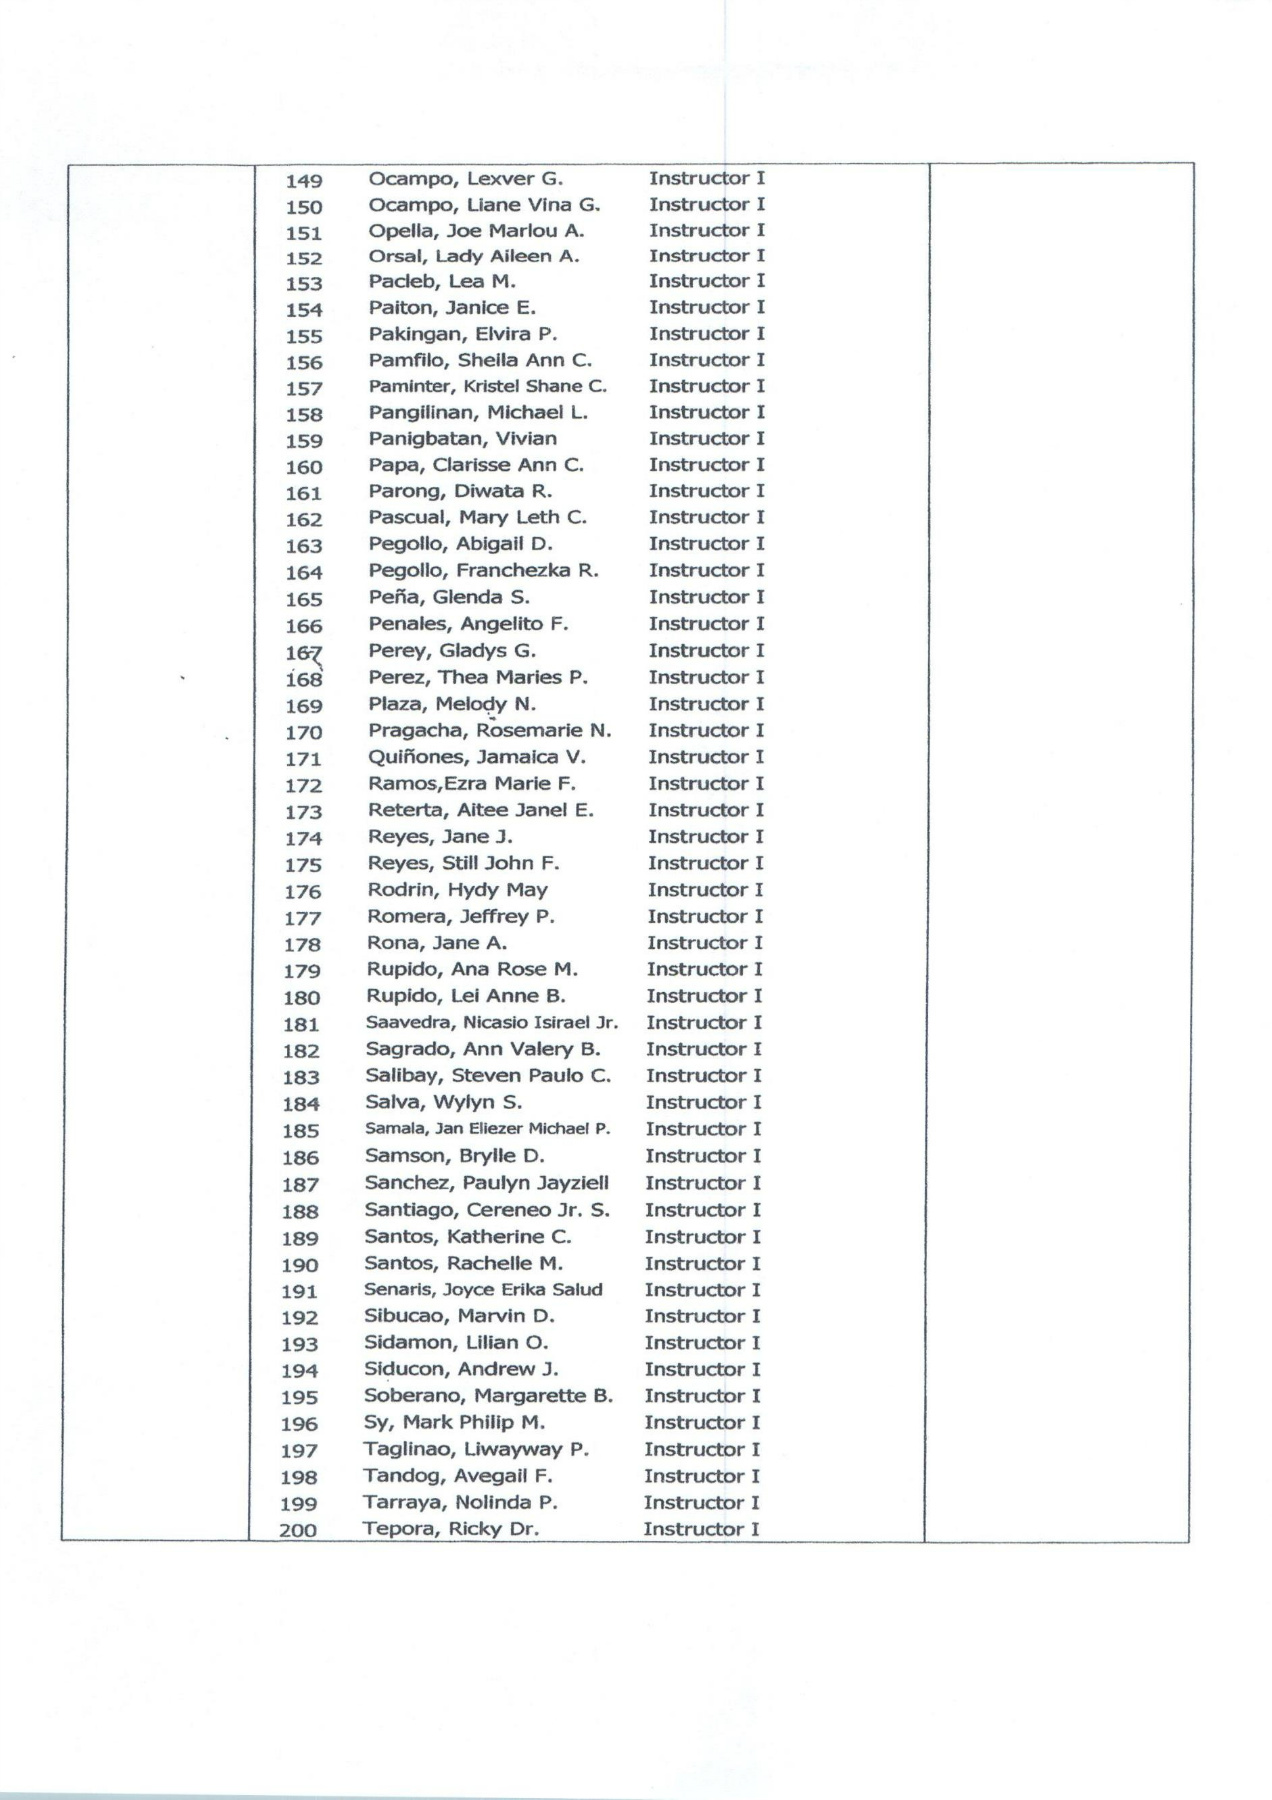 149 Ocampo, Lexver G. Instructor I
150 Ocampo, Liane Vina G. Instructor I
151 Opella, Joe Marlou A. Instructor I
152 Orsal, Lady Aileen A. Instructor I
153 Pacleb, Lea M. Instructor I
154 Paiton, Janice E. Instructor I
155 Pakingan, Elvira P. Instructor I
156 Pamfilo, Sheila Ann C. Instructor I
157 Paminter, Kristel Shane C. Instructor I
158 Pangilinan, Michael L. Instructor I
159 Panigbatan, Vivian Instructor I
160 Papa, Clarisse Ann C. Instructor I
161 Parong, Diwata R. Instructor I
162 Pascual, Mary Leth C. Instructor I
163 Pegollo, Abigail D. Instructor I
164 Pegollo, Franchezka R. Instructor I
165 Peña, Glenda S. Instructor I
166 Penales, Angelito F. Instructor I
167 Perey, Gladys G. Instructor I
168 Perez, Thea Maries P. Instructor I
169 Plaza, Melody N. Instructor I
170 Pragacha, Rosemarie N. Instructor I
171 Quiñones, Jamaica V. Instructor I
172 Ramos,Ezra Marie F. Instructor I
173 Reterta, Aitee Janel E. Instructor I
174 Reyes, Jane J. Instructor I
175 Reyes, Still John F. Instructor I
176 Rodrin, Hydy May Instructor I
177 Romera, Jeffrey P. Instructor I
178 Rona, Jane A. Instructor I
179 Rupido, Ana Rose M. Instructor I
180 Rupido, Lei Anne B. Instructor I
181 Saavedra, Nicasio Isirael Jr. Instructor I
182 Sagrado, Ann Valery B. Instructor I
183 Salibay, Steven Paulo C. Instructor I
184 Salva, Wylyn S. Instructor I
185 Samala, Jan Eliezer Michael P. Instructor I
186 Samson, Brylle D. Instructor I
187 Sanchez, Paulyn Jayziell Instructor I
188 Santiago, Cereneo Jr. S. Instructor I
189 Santos, Katherine C. Instructor I
190 Santos, Rachelle M. Instructor I
191 Senaris, Joyce Erika Salud Instructor I
192 Sibucao, Marvin D. Instructor I
193 Sidamon, Lilian O. Instructor I
194 Siducon, Andrew J. Instructor I
195 Soberano, Margarette B. Instructor I
196 Sy, Mark Philip M. Instructor I
197 Taglinao, Liwayway P. Instructor I
198 Tandog, Avegail F. Instructor I
199 Tarraya, Nolinda P. Instructor I
200 Tepora, Ricky Dr. Instructor I